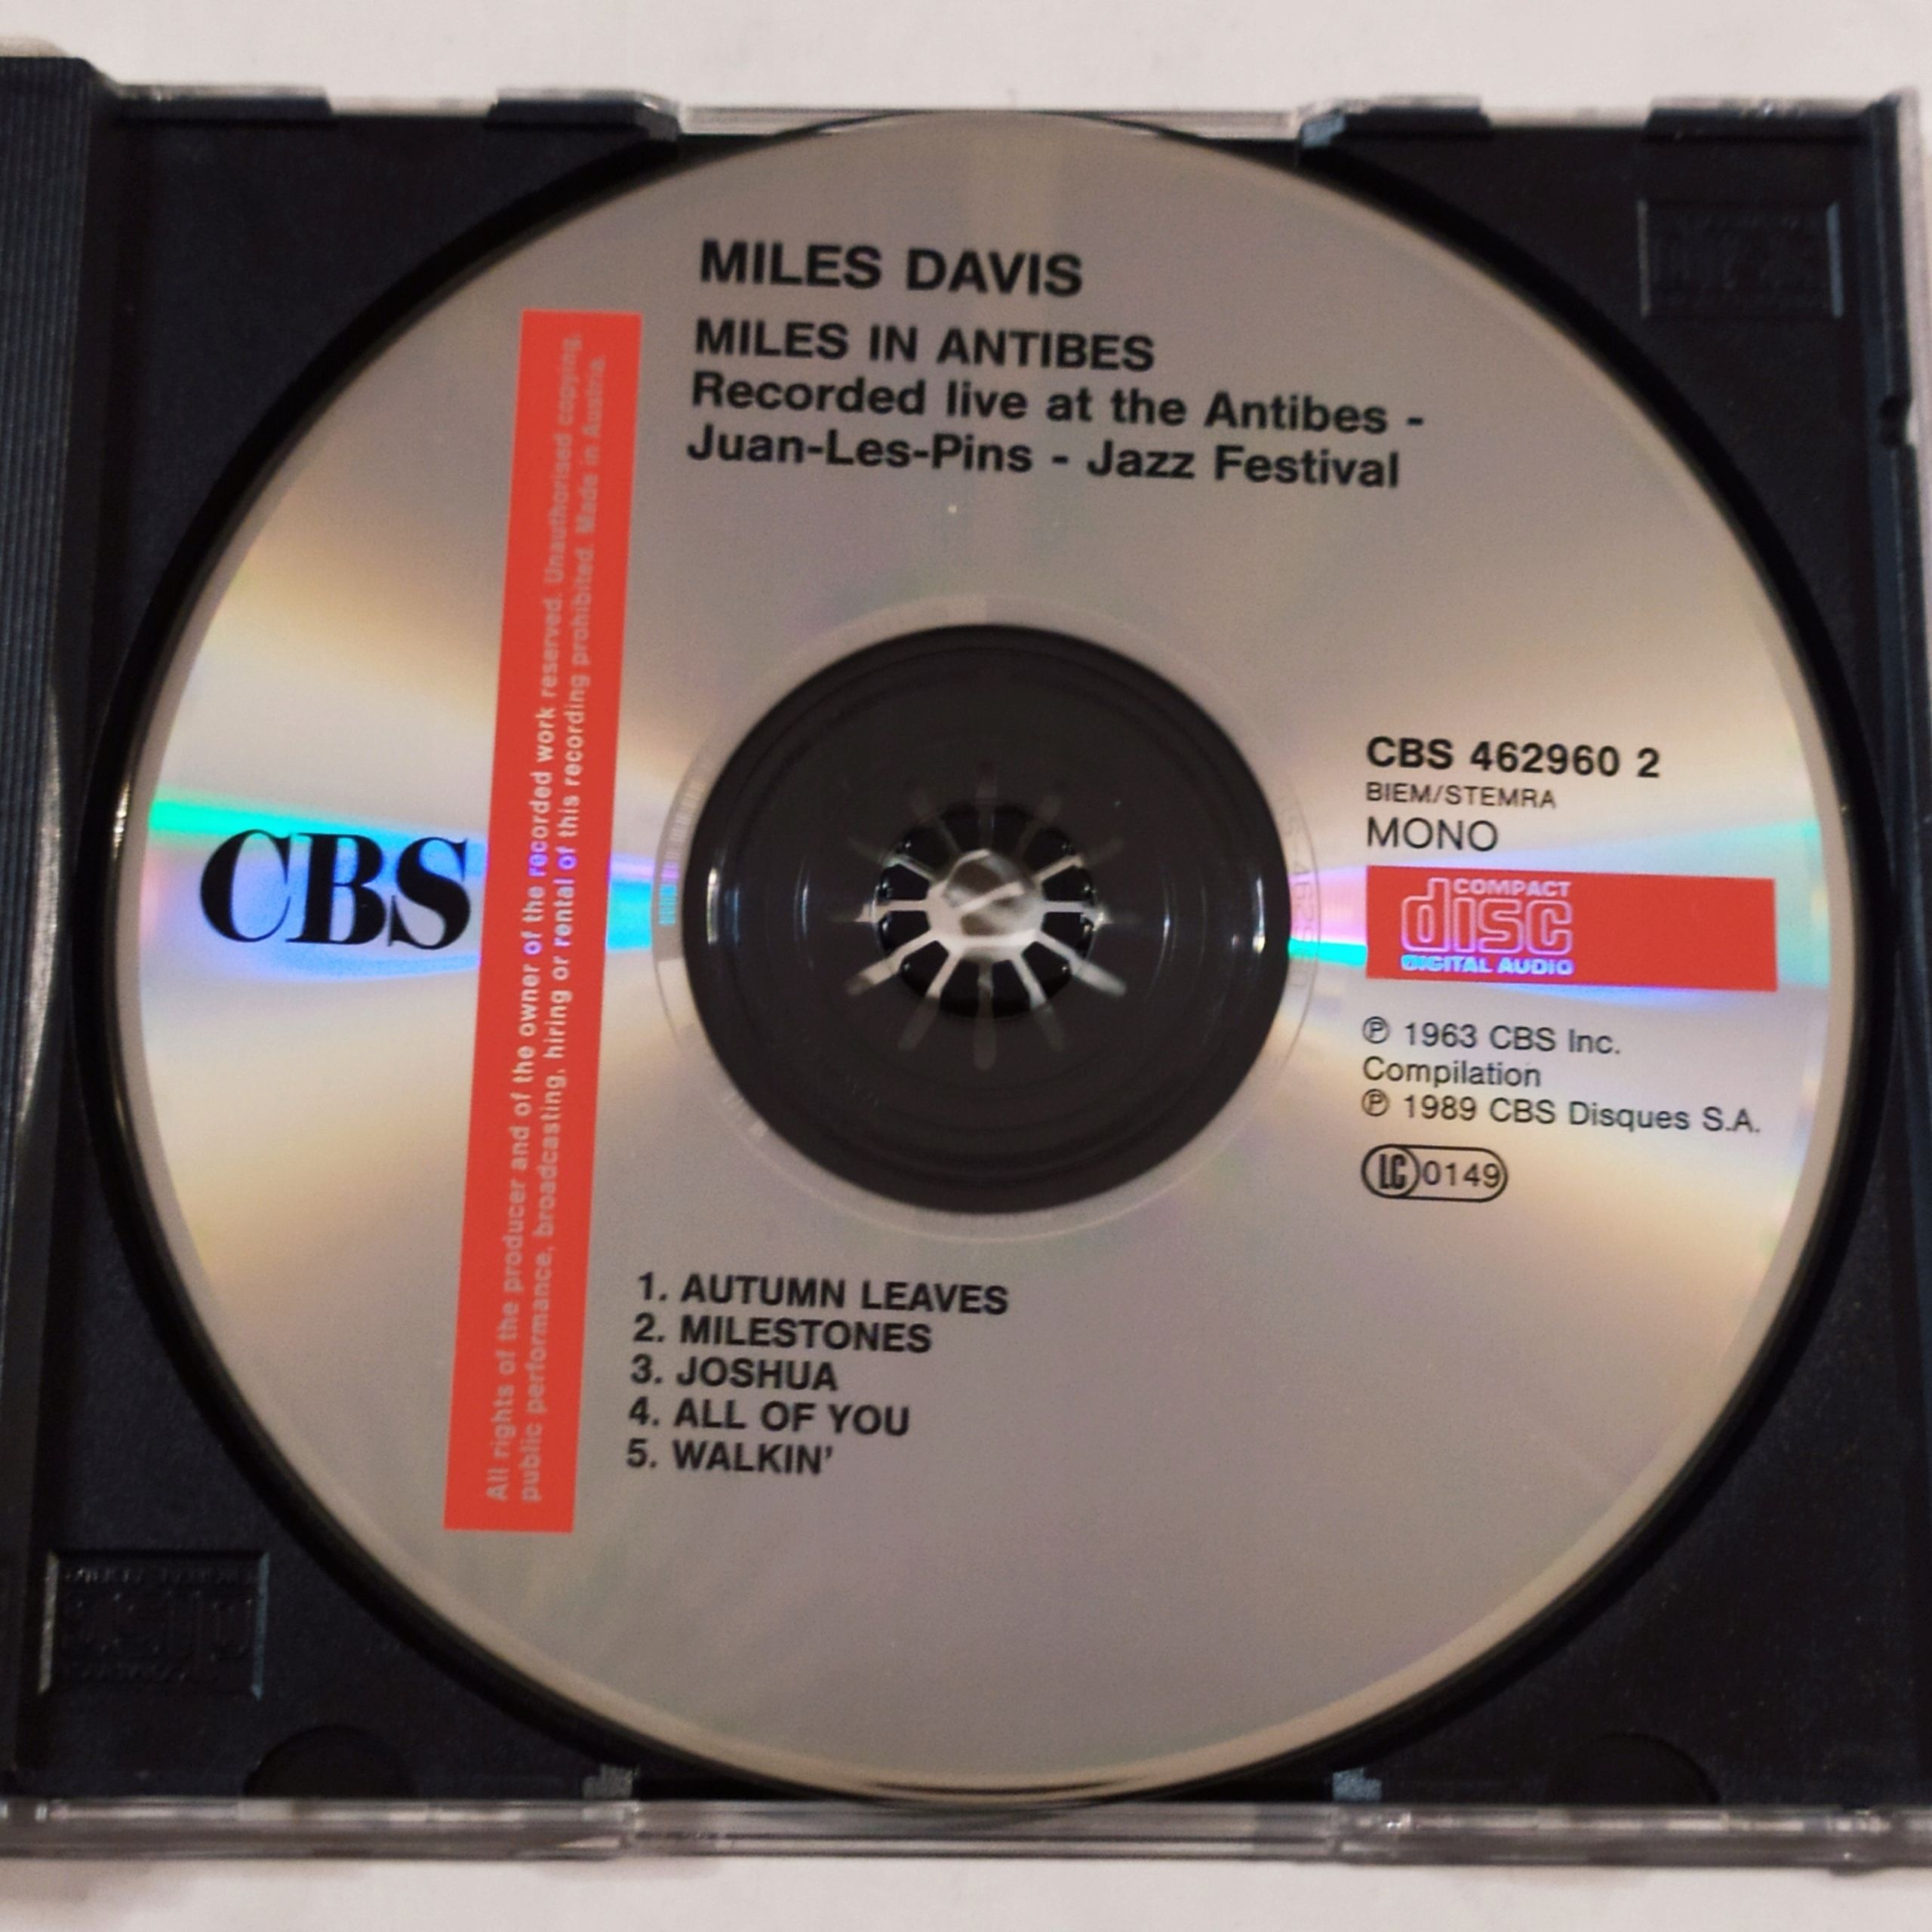 MILES DAVIS
MILES IN ANTIBES
Recorded live at the Antibes -
Juan-Les-Pins - Jazz Festival
All rights of the producer and of the owner of the recorded work reserved. Unauthorised copying,
public performance, broadcasting, hiring or rental of this recording prohibited. Made in Austria.
CBS
CBS 462960 2
BIEM/STEMRA
MONO
COMPACT
disc
DIGITAL AUDIO
℗ 1963 CBS Inc.
Compilation
℗ 1989 CBS Disques S.A.
LC 0149
1. AUTUMN LEAVES
2. MILESTONES
3. JOSHUA
4. ALL OF YOU
5. WALKIN'